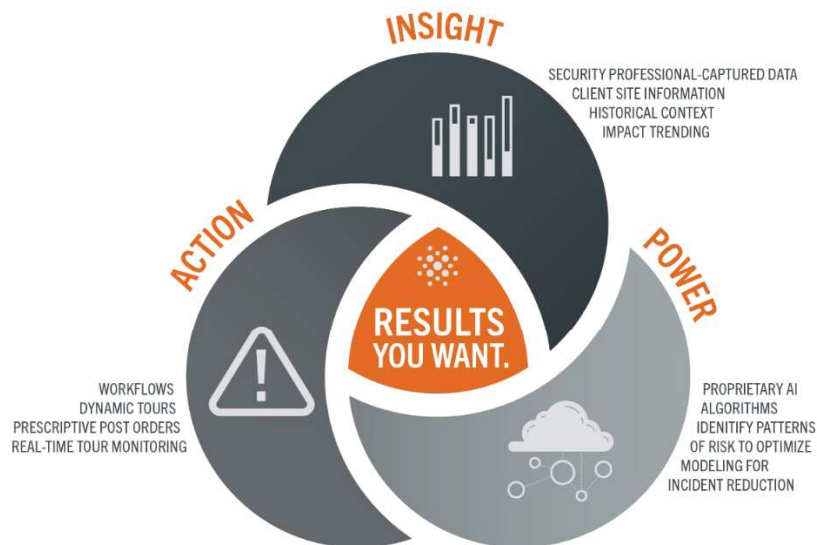 INSIGHT
SECURITY PROFESSIONAL-CAPTURED DATA
CLIENT SITE INFORMATION
HISTORICAL CONTEXT
IMPACT TRENDING
ACTION
POWER
RESULTS
YOU WANT.
WORKFLOWS
DYNAMIC TOURS
PRESCRIPTIVE POST ORDERS
REAL-TIME TOUR MONITORING
PROPRIETARY AI
ALGORITHMS
IDENITIFY PATTERNS
OF RISK TO OPTIMIZE
MODELING FOR
INCIDENT REDUCTION